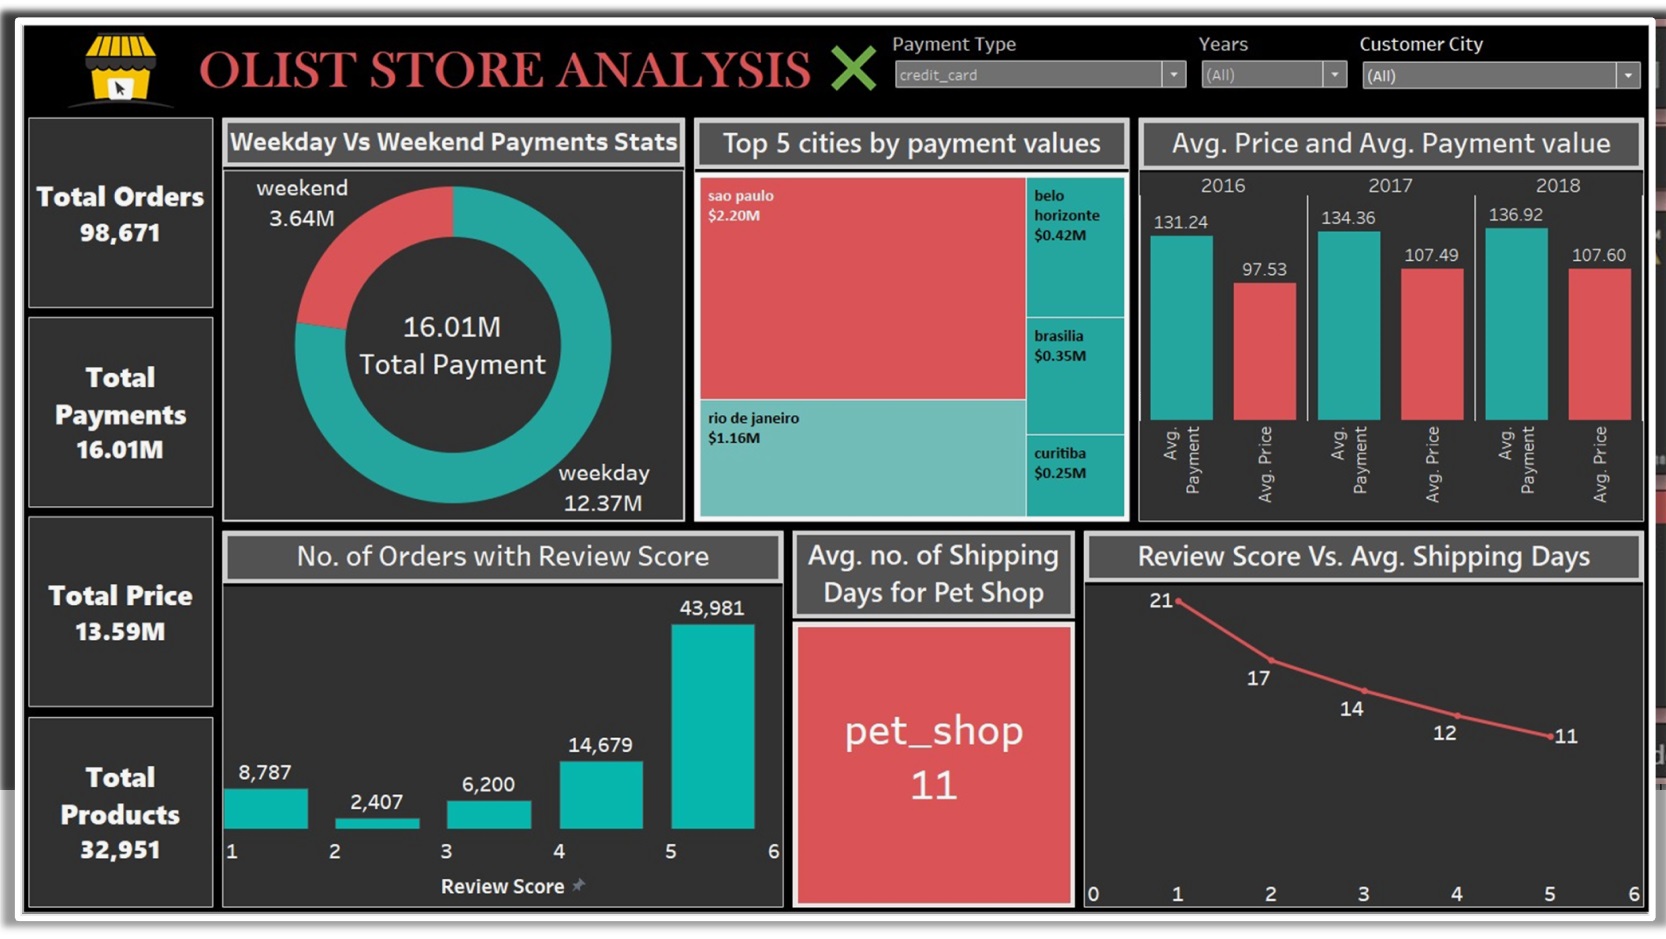 OLIST STORE ANALYSIS
Payment Type
credit_card
Years
(All)
Customer City
(All)
Total Orders
98,671
Total
Payments
16.01M
Total Price
13.59M
Total
Products
32,951
Weekday Vs Weekend Payments Stats
weekend
3.64M
16.01M
Total Payment
weekday
12.37M
Top 5 cities by payment values
sao paulo
$2.20M
rio de janeiro
$1.16M
belo
horizonte
$0.42M
brasilia
$0.35M
curitiba
$0.25M
Avg. Price and Avg. Payment value
2016
2017
2018
131.24
97.53
134.36
107.49
136.92
107.60
Avg.
Payment
Avg. Price
Avg.
Payment
Avg. Price
Avg.
Payment
Avg. Price
No. of Orders with Review Score
8,787
2,407
6,200
14,679
43,981
1 2 3 4 5 6
Review Score
Avg. no. of Shipping
Days for Pet Shop
pet_shop
11
Review Score Vs. Avg. Shipping Days
21
17
14
12
11
0 1 2 3 4 5 6